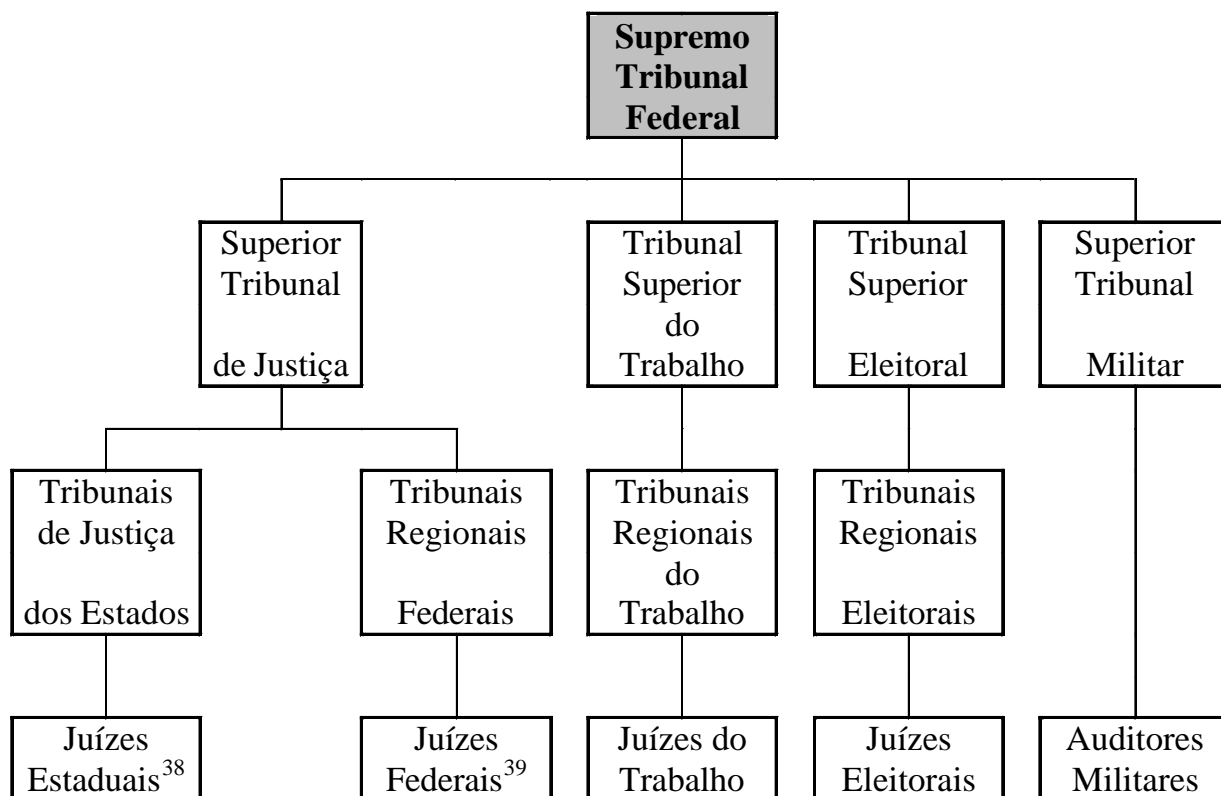 Supremo
Tribunal
Federal
Superior
Tribunal
de Justiça
Tribunal
Superior
do
Trabalho
Tribunal
Superior
Eleitoral
Superior
Tribunal
Militar
Tribunais
de Justiça
dos Estados
Tribunais
Regionais
Federais
Tribunais
Regionais
do
Trabalho
Tribunais
Regionais
Eleitorais
Juízes
Estaduais³⁸
Juízes
Federais³⁹
Juízes do
Trabalho
Juízes
Eleitorais
Auditores
Militares